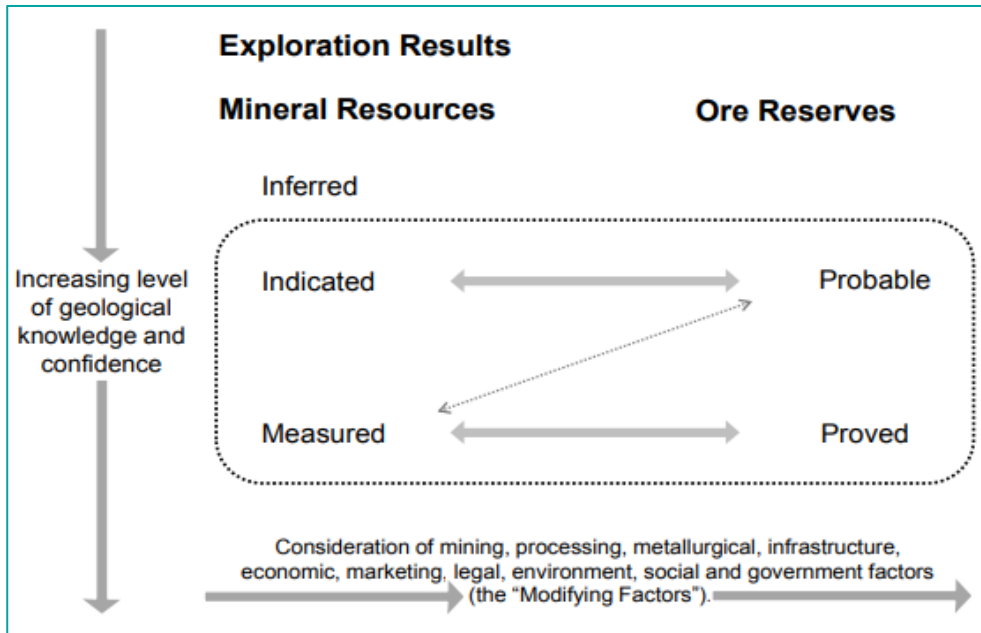 Exploration Results
Mineral Resources
Ore Reserves
Inferred
Increasing level
of geological
knowledge and
confidence
Indicated
Probable
Measured
Proved
Consideration of mining, processing, metallurgical, infrastructure,
economic, marketing, legal, environment, social and government factors
(the “Modifying Factors”).